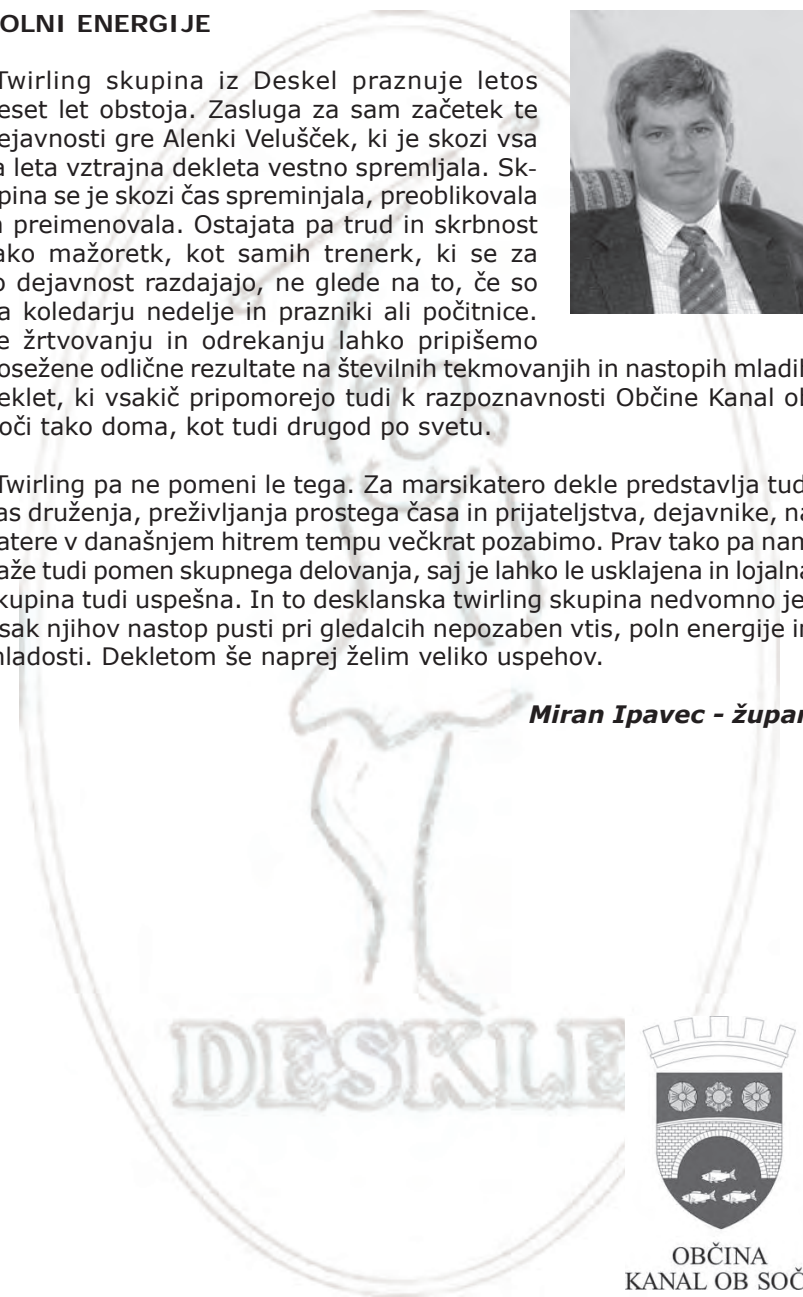 OLNI ENERGIJE
Twirling skupina iz Deskel praznuje letos
eset let obstoja. Zasluga za sam začetek te
ejavnosti gre Alenki Velušček, ki je skozi vsa
a leta vztrajna dekleta vestno spremljala. Sk-
pina se je skozi čas spreminjala, preoblikovala
n preimenovala. Ostajata pa trud in skrbnost
ako mažoretk, kot samih trenerk, ki se za
o dejavnost razdajajo, ne glede na to, če so
a koledarju nedelje in prazniki ali počitnice.
e žrtvovanju in odrekanju lahko pripišemo
osežene odlične rezultate na številnih tekmovanjih in nastopih mladih
eklet, ki vsakič pripomorejo tudi k razpoznavnosti Občine Kanal ob
oči tako doma, kot tudi drugod po svetu.
Twirling pa ne pomeni le tega. Za marsikatero dekle predstavlja tudi
as druženja, preživljanja prostega časa in prijateljstva, dejavnike, na
atere v današnjem hitrem tempu večkrat pozabimo. Prav tako pa nam
aže tudi pomen skupnega delovanja, saj je lahko le usklajena in lojalna
kupina tudi uspešna. In to desklanska twirling skupina nedvomno je.
sak njihov nastop pusti pri gledalcih nepozaben vtis, poln energije in
mladosti. Dekletom še naprej želim veliko uspehov.
Miran Ipavec - župan
DESKLE
OBČINA
KANAL OB SOČ